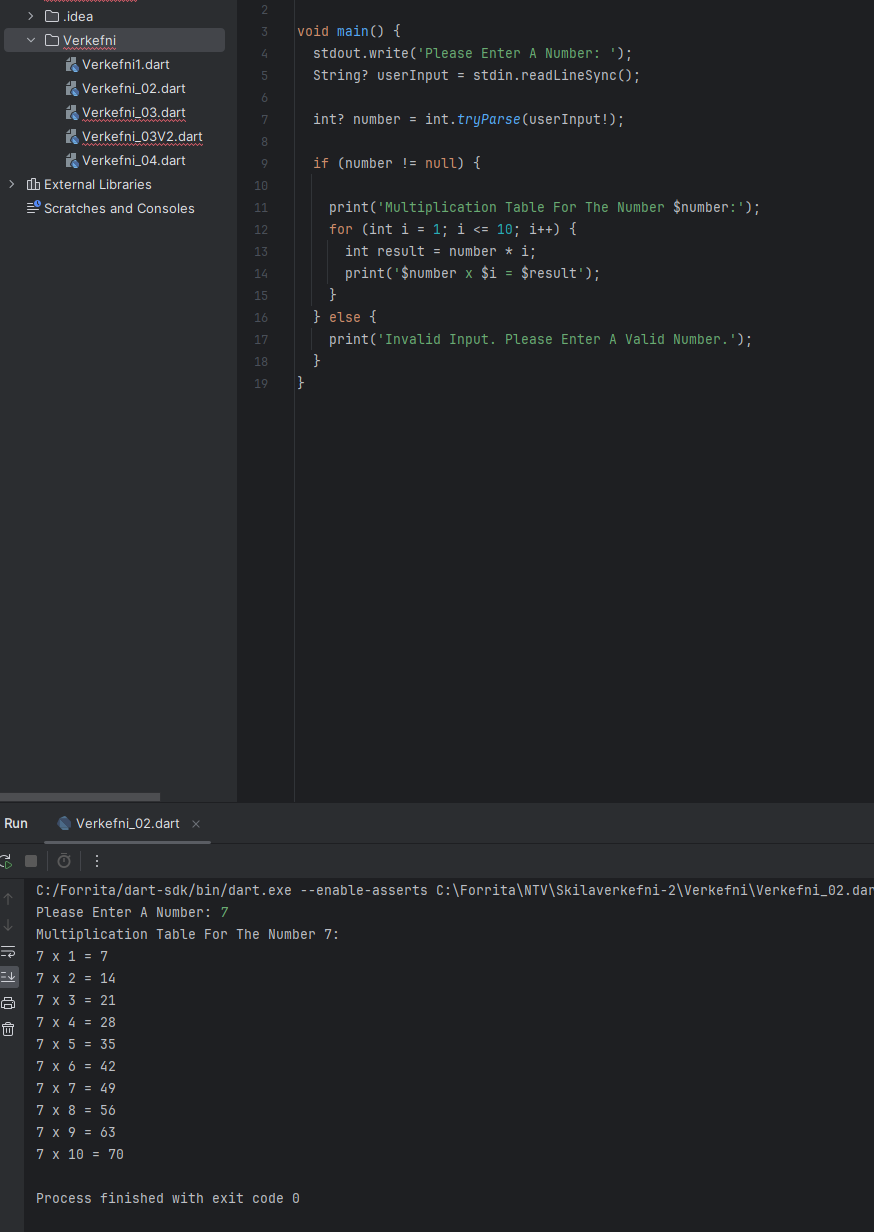 .idea
Verkefni
Verkefni1.dart
Verkefni_02.dart
Verkefni_03.dart
Verkefni_03V2.dart
Verkefni_04.dart
External Libraries
Scratches and Consoles
2
3 void main() {
4 stdout.write('Please Enter A Number: ');
5 String? userInput = stdin.readLineSync();
6
7 int? number = int.tryParse(userInput!);
8
9 if (number != null) {
10
11 print('Multiplication Table For The Number $number:');
12 for (int i = 1; i <= 10; i++) {
13 int result = number * i;
14 print('$number x $i = $result');
15 }
16 } else {
17 print('Invalid Input. Please Enter A Valid Number.');
18 }
19 }
Run Verkefni_02.dart
C:/Forrita/dart-sdk/bin/dart.exe --enable-asserts C:\Forrita\NTV\Skilaverkefni-2\Verkefni\Verkefni_02.dar
Please Enter A Number: 7
Multiplication Table For The Number 7:
7 x 1 = 7
7 x 2 = 14
7 x 3 = 21
7 x 4 = 28
7 x 5 = 35
7 x 6 = 42
7 x 7 = 49
7 x 8 = 56
7 x 9 = 63
7 x 10 = 70
Process finished with exit code 0